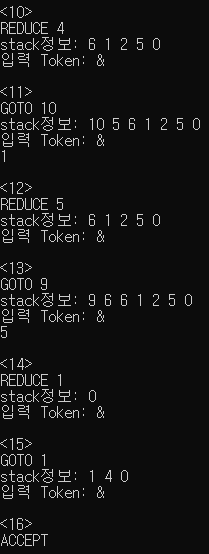 <10>
REDUCE 4
stack정보: 6 1 2 5 0
입력 Token: &
<11>
GOTO 10
stack정보: 10 5 6 1 2 5 0
입력 Token: &
1
<12>
REDUCE 5
stack정보: 6 1 2 5 0
입력 Token: &
<13>
GOTO 9
stack정보: 9 6 6 1 2 5 0
입력 Token: &
5
<14>
REDUCE 1
stack정보: 0
입력 Token: &
<15>
GOTO 1
stack정보: 1 4 0
입력 Token: &
<16>
ACCEPT